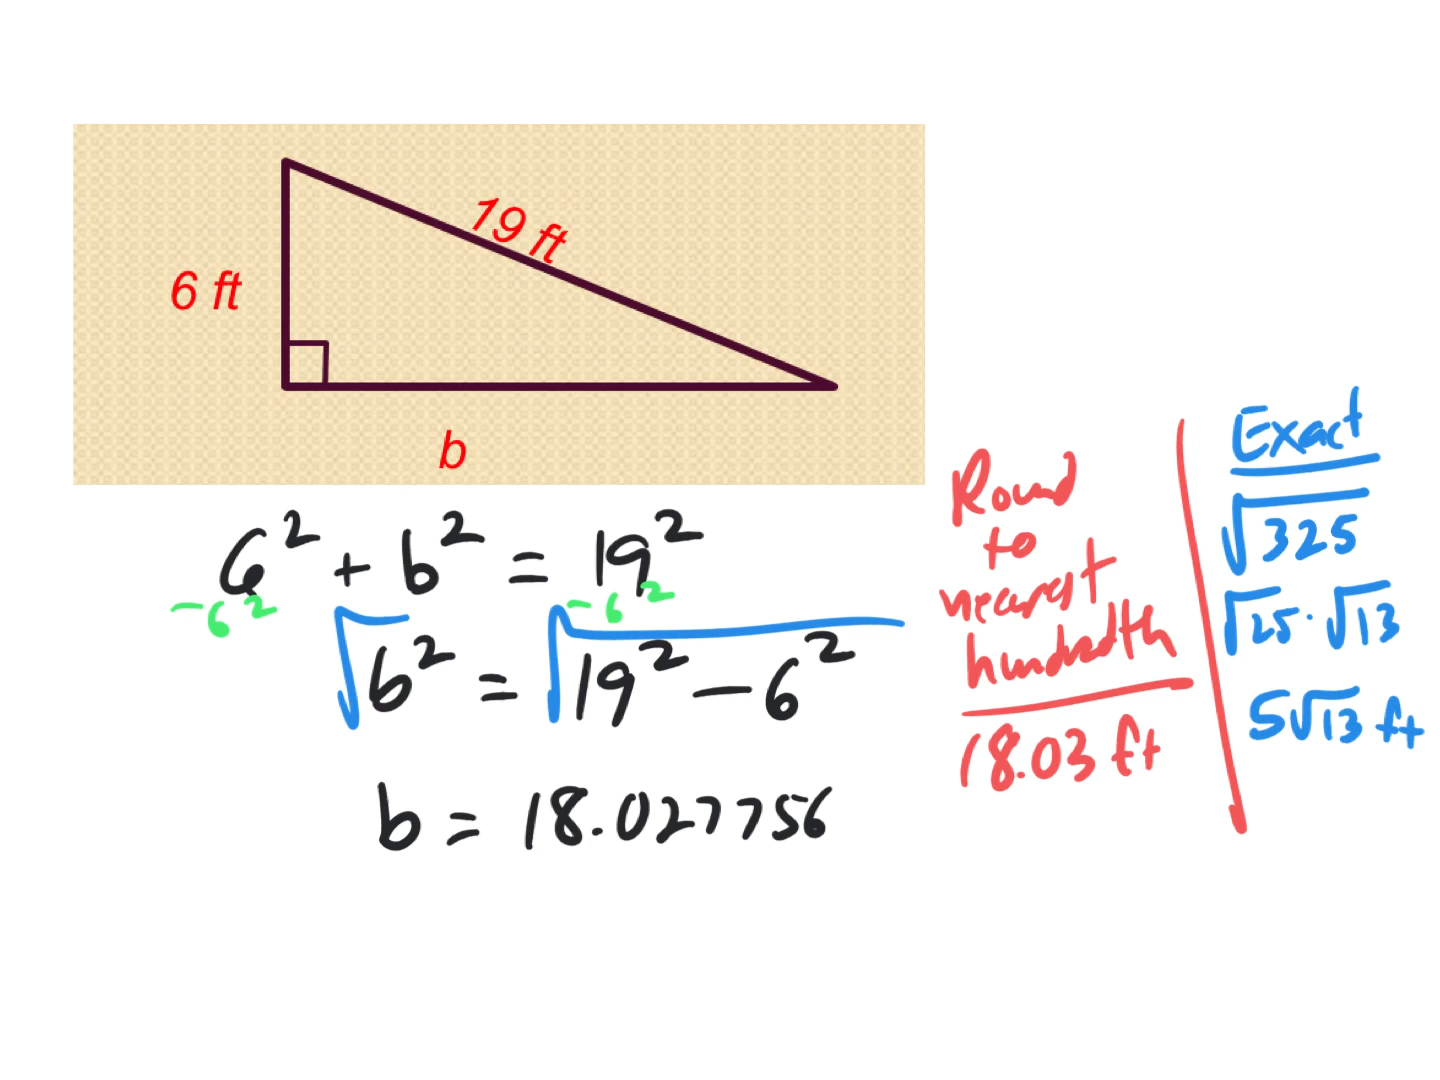 19 ft
6 ft
b
6² + b² = 19²
-6² -6²
√b² = √19² - 6²
b = 18.027756
Round
to
nearest
hundredth
18.03 ft
Exact
√325
√25 · √13
5√13 ft